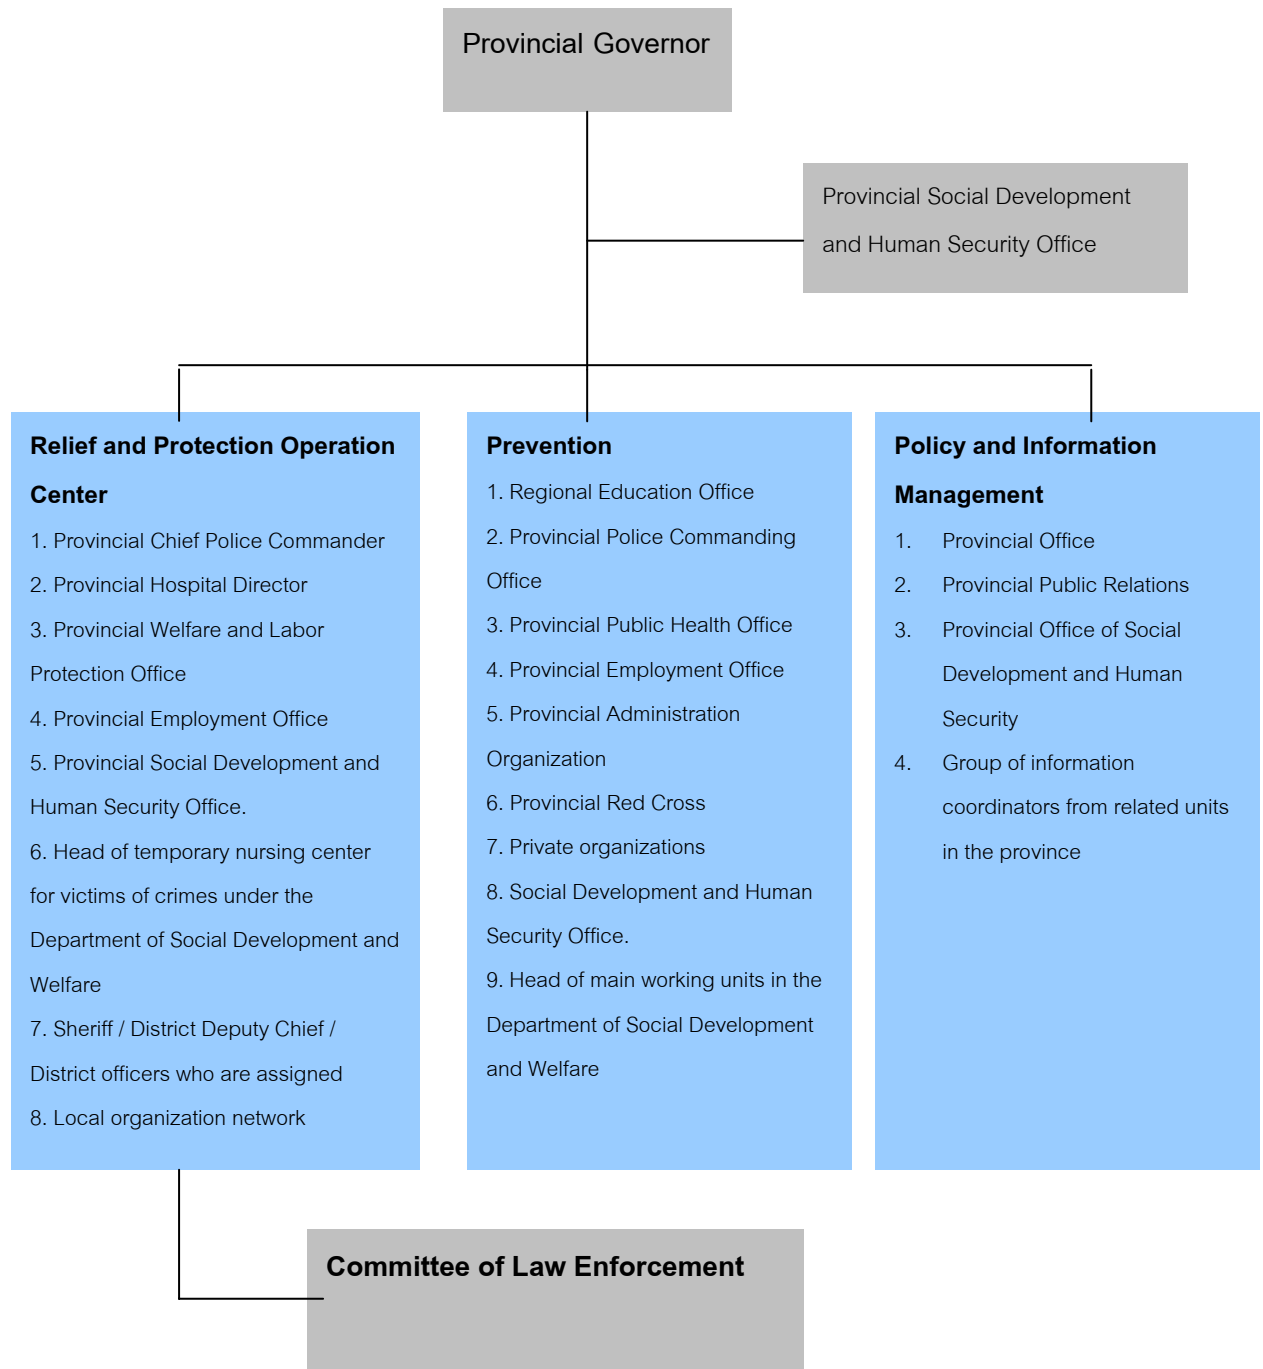 Provincial Governor
Provincial Social Development
and Human Security Office
Relief and Protection Operation
Center
1. Provincial Chief Police Commander
2. Provincial Hospital Director
3. Provincial Welfare and Labor
Protection Office
4. Provincial Employment Office
5. Provincial Social Development and
Human Security Office.
6. Head of temporary nursing center
for victims of crimes under the
Department of Social Development and
Welfare
7. Sheriff / District Deputy Chief /
District officers who are assigned
8. Local organization network
Prevention
1. Regional Education Office
2. Provincial Police Commanding
Office
3. Provincial Public Health Office
4. Provincial Employment Office
5. Provincial Administration
Organization
6. Provincial Red Cross
7. Private organizations
8. Social Development and Human
Security Office.
9. Head of main working units in the
Department of Social Development
and Welfare
Policy and Information
Management
1. Provincial Office
2. Provincial Public Relations
3. Provincial Office of Social
Development and Human
Security
4. Group of information
coordinators from related units
in the province
Committee of Law Enforcement